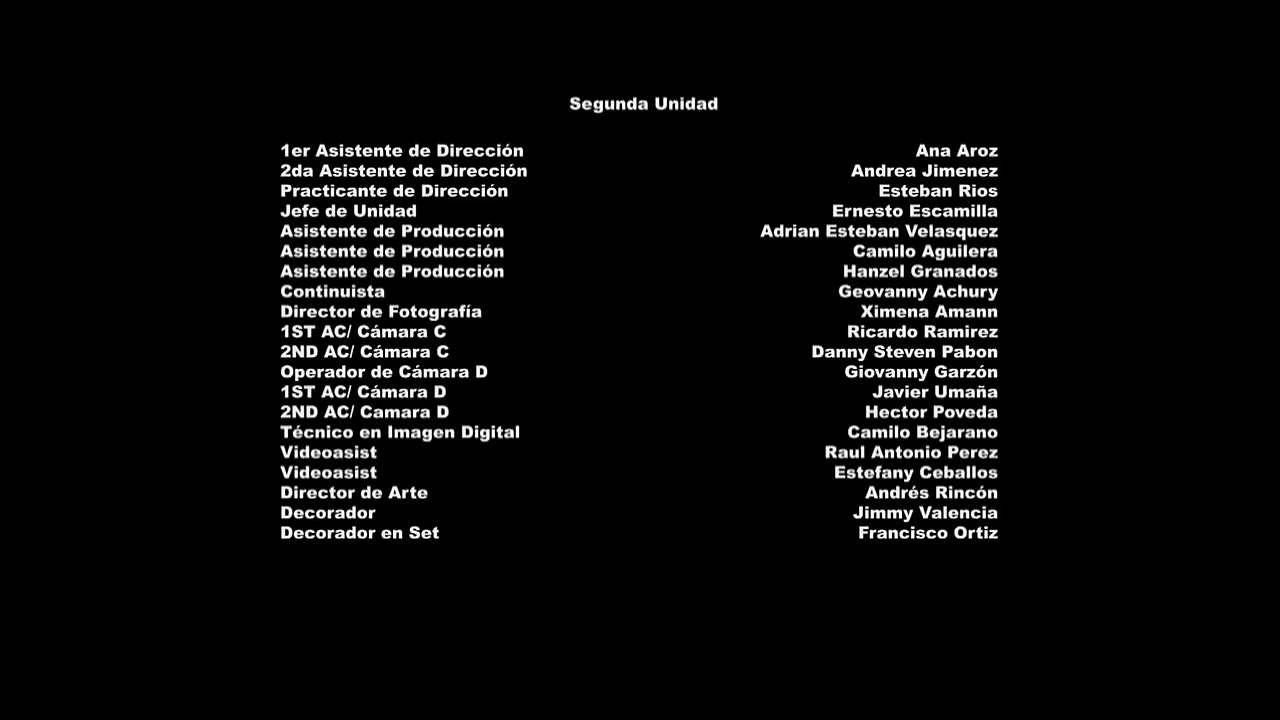 Segunda Unidad
1er Asistente de Dirección Ana Aroz
2da Asistente de Dirección Andrea Jimenez
Practicante de Dirección Esteban Rios
Jefe de Unidad Ernesto Escamilla
Asistente de Producción Adrian Esteban Velasquez
Asistente de Producción Camilo Aguilera
Asistente de Producción Hanzel Granados
Continuista Geovanny Achury
Director de Fotografía Ximena Amann
1ST AC/ Cámara C Ricardo Ramirez
2ND AC/ Cámara C Danny Steven Pabon
Operador de Cámara D Giovanny Garzón
1ST AC/ Cámara D Javier Umaña
2ND AC/ Camara D Hector Poveda
Técnico en Imagen Digital Camilo Bejarano
Videoasist Raul Antonio Perez
Videoasist Estefany Ceballos
Director de Arte Andrés Rincón
Decorador Jimmy Valencia
Decorador en Set Francisco Ortiz